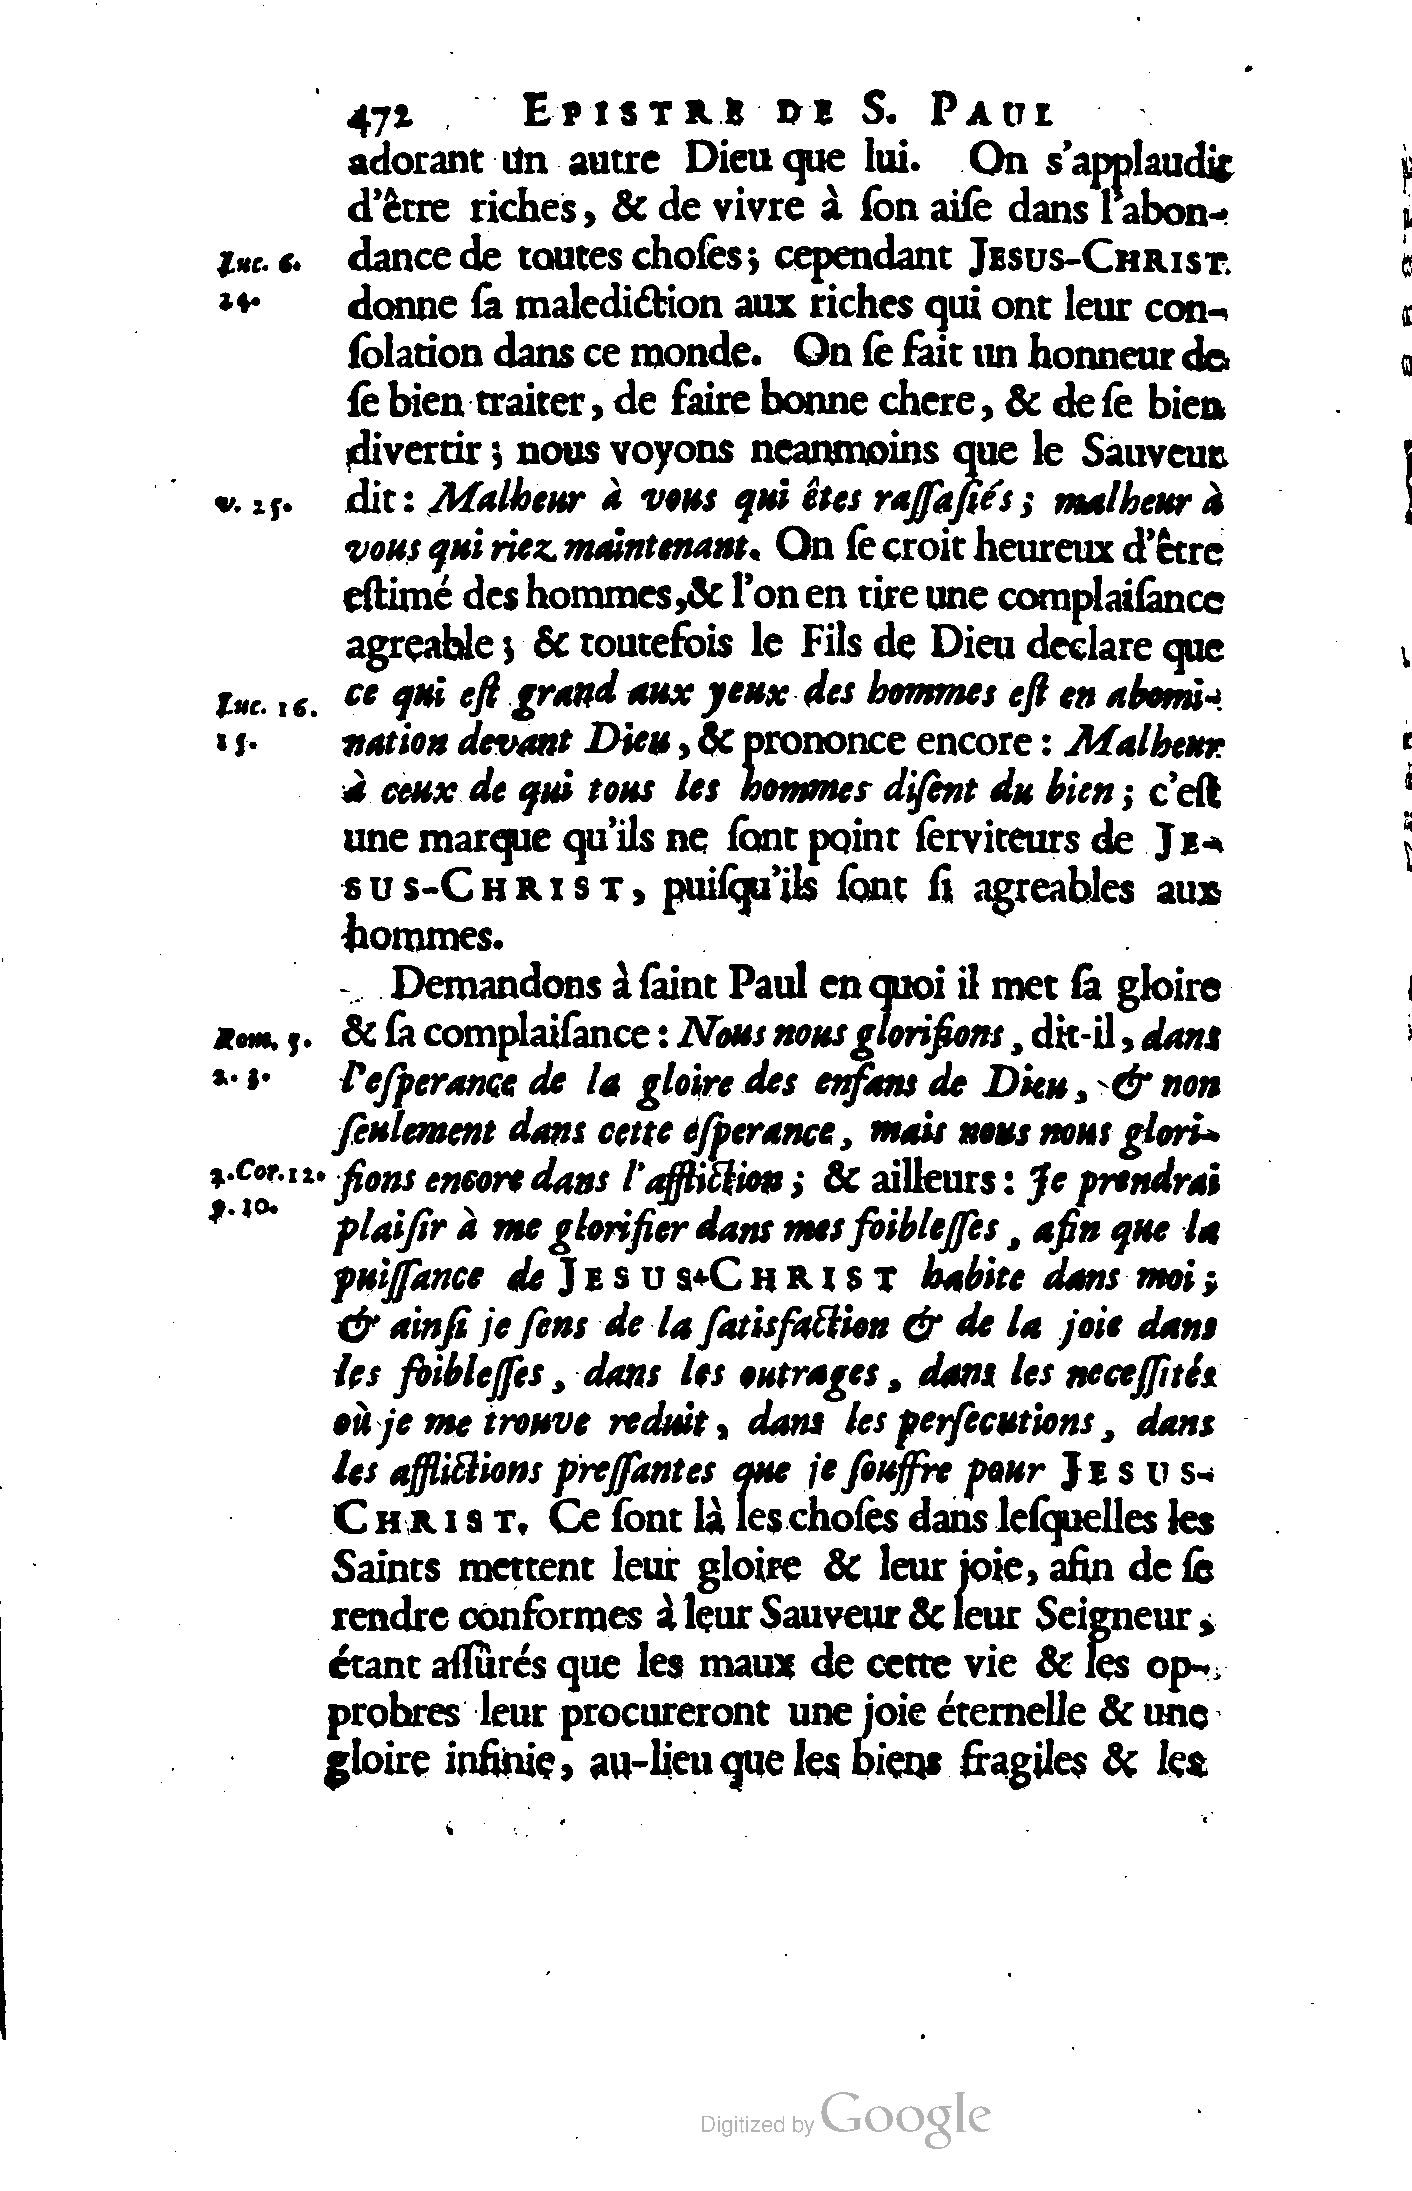 472 EPISTRE DE S. PAUL
adorant un autre Dieu que lui. On s'applaudit
d'être riches, & de vivre à ſon aiſe dans l'abon-
Luc. 6. dance de toutes choſes; cependant JESUS-CHRIST
24. donne ſa malediction aux riches qui ont leur con-
ſolation dans ce monde. On ſe fait un honneur de
ſe bien traiter, de faire bonne chere, & de ſe bien
divertir; nous voyons neanmoins que le Sauveur
v. 25. dit: Malheur à vous qui êtes raſſaſiés; malheur à
vous qui riez maintenant. On ſe croit heureux d'être
eſtimé des hommes, & l'on en tire une complaiſance
agreable; & toutefois le Fils de Dieu declare que
Luc. 16. ce qui eſt grand aux yeux des hommes eſt en abomi-
15. nation devant Dieu, & prononce encore: Malheur
à ceux de qui tous les hommes diſent du bien; c'eſt
une marque qu'ils ne ſont point ſerviteurs de JE-
SUS-CHRIST, puiſqu'ils ſont ſi agreables aux
hommes.
Demandons à ſaint Paul en quoi il met ſa gloire
Rom. 5. & ſa complaiſance: Nous nous glorifions, dit-il, dans
2. 3. l'eſperance de la gloire des enfans de Dieu, & non
ſeulement dans cette eſperance, mais nous nous glori-
2. Cor. 12. fions encore dans l'affliction; & ailleurs: Je prendrai
9. 10. plaiſir à me glorifier dans mes foibleſſes, afin que la
puiſſance de JESUS-CHRIST habite dans moi;
& ainſi je ſens de la ſatisfaction & de la joie dans
les foibleſſes, dans les outrages, dans les neceſſités
où je me trouve reduit, dans les perſecutions, dans
les afflictions preſſantes que je ſouffre pour JESUS-
CHRIST. Ce ſont là les choſes dans leſquelles les
Saints mettent leur gloire & leur joie, afin de ſe
rendre conformes à leur Sauveur & leur Seigneur,
étant aſſûrés que les maux de cette vie & les op-
probres leur procureront une joie éternelle & une
gloire infinie, au-lieu que les biens fragiles & les
Digitized by Google